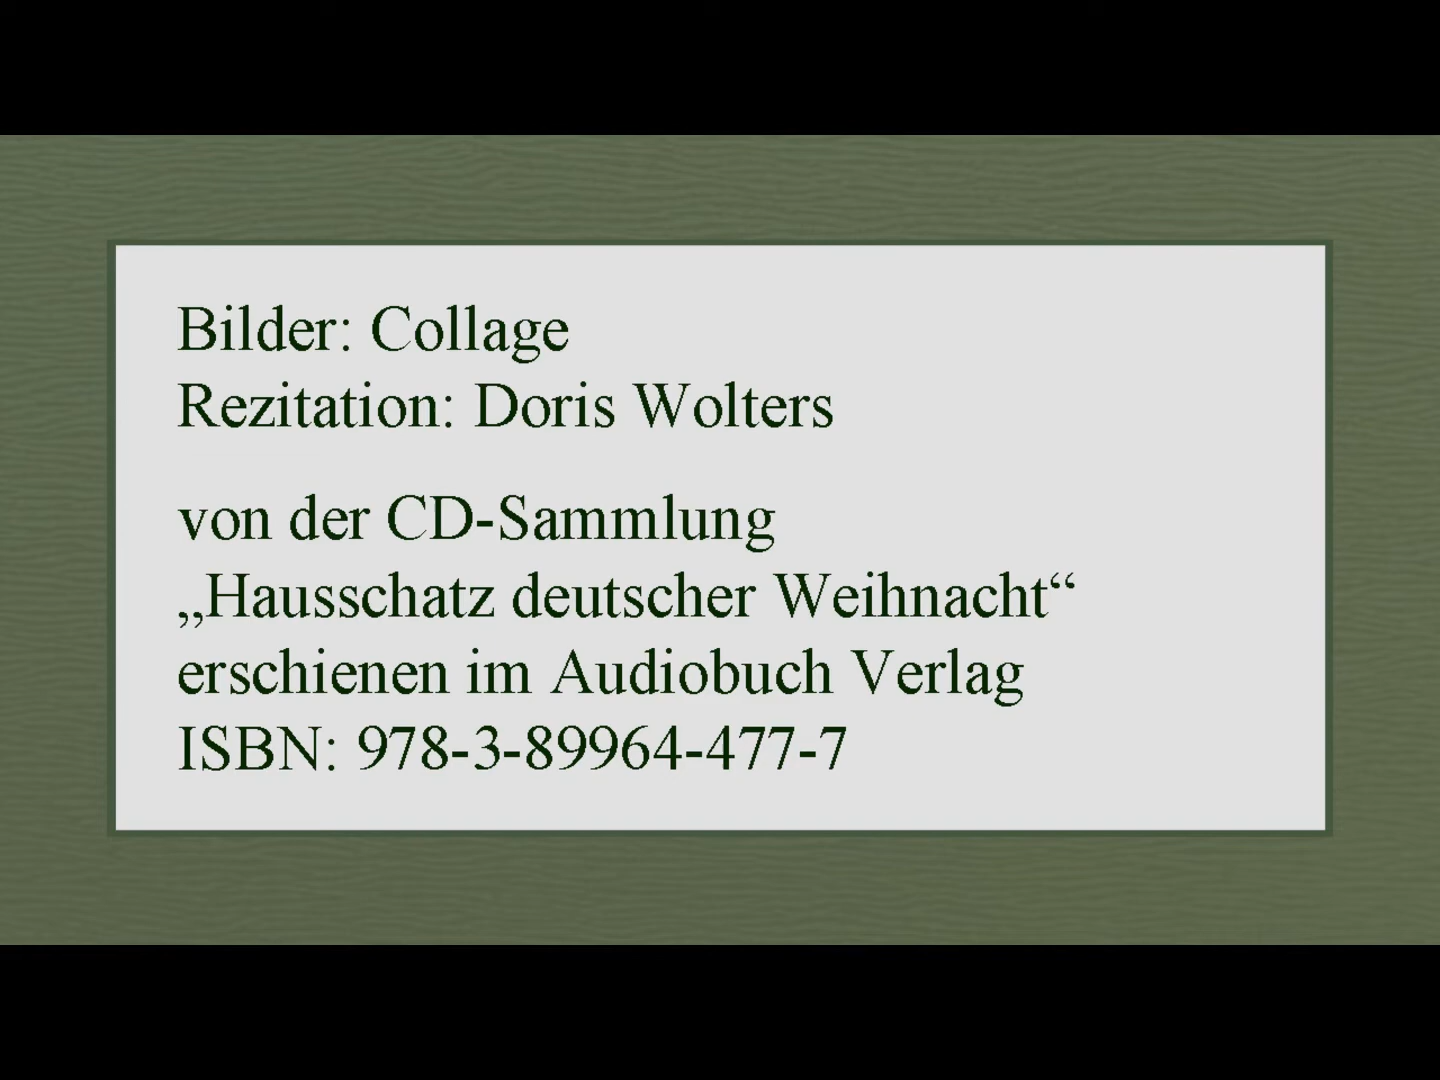 Bilder: Collage
Rezitation: Doris Wolters
von der CD-Sammlung
„Hausschatz deutscher Weihnacht“
erschienen im Audiobuch Verlag
ISBN: 978-3-89964-477-7